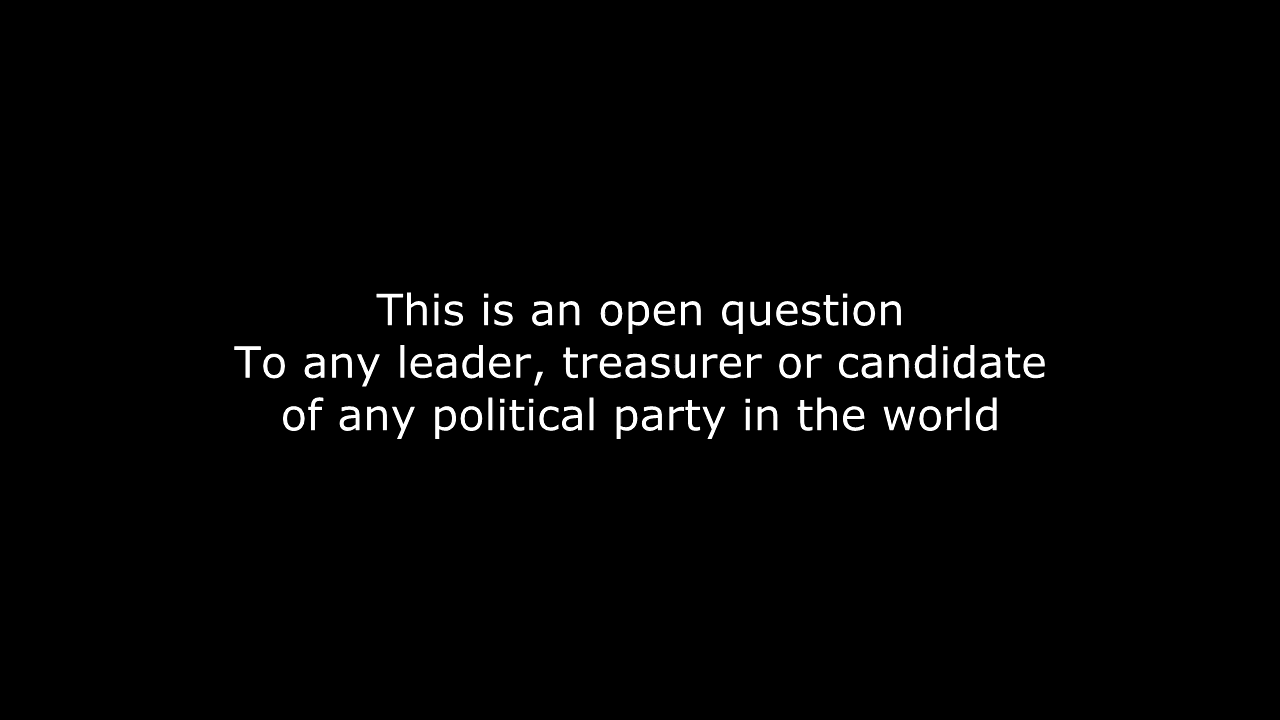 This is an open question
To any leader, treasurer or candidate
of any political party in the world